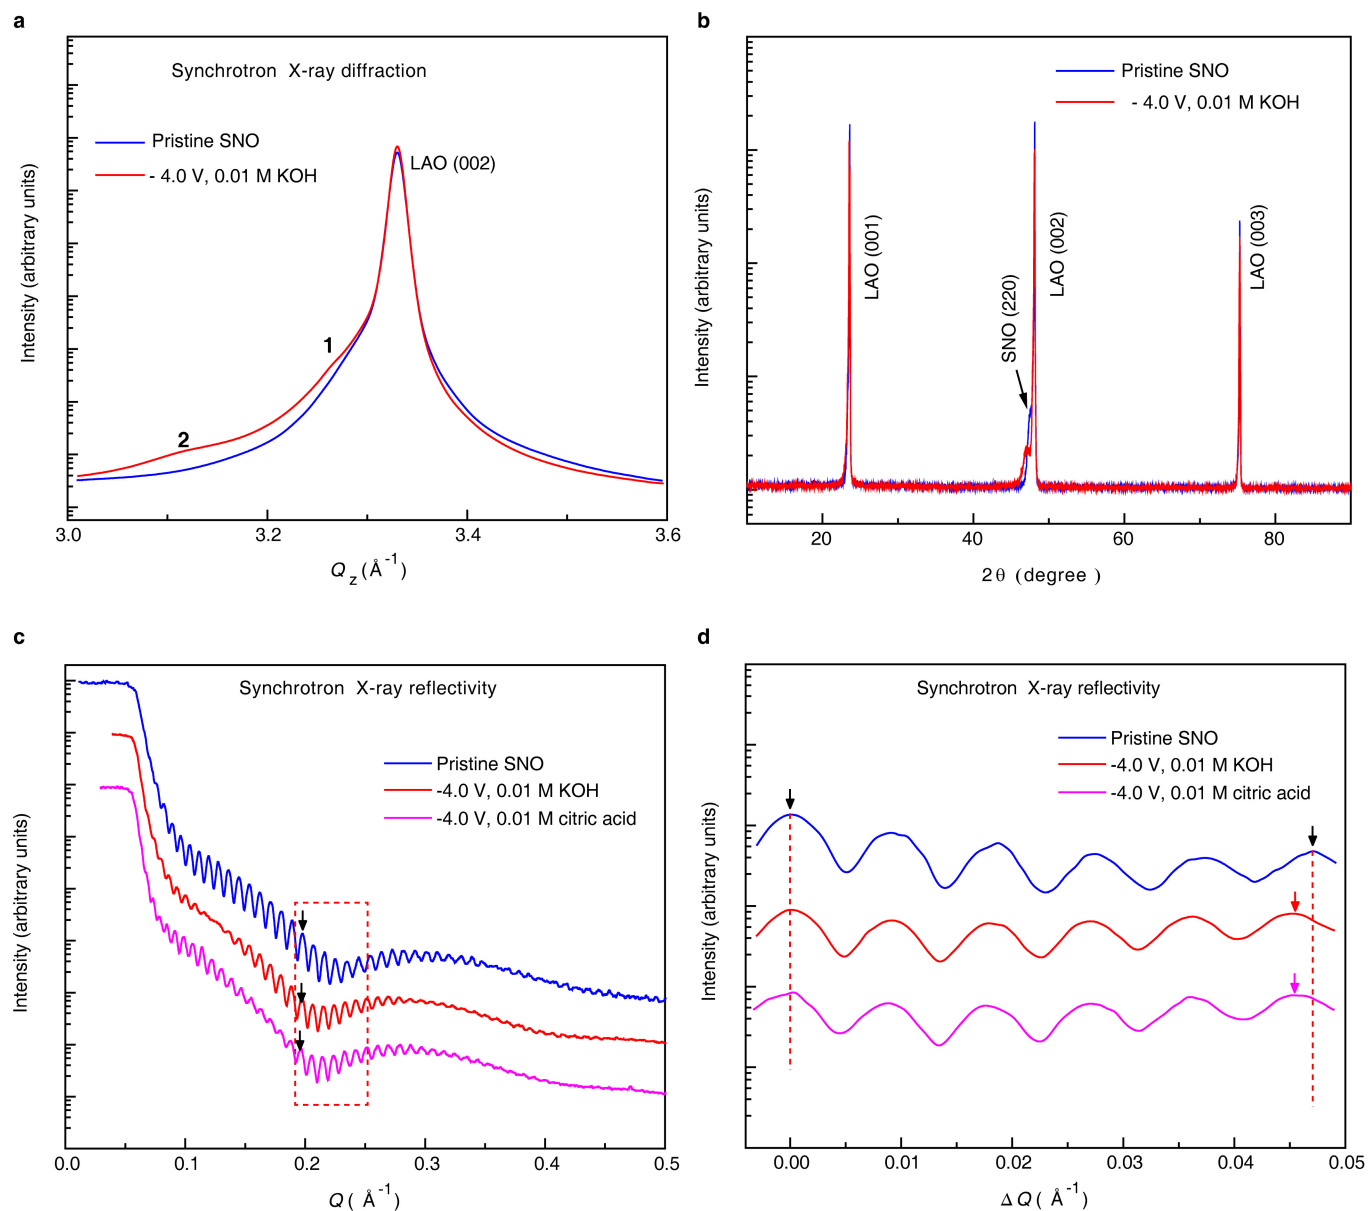 a
Synchrotron X-ray diffraction
Pristine SNO
- 4.0 V, 0.01 M KOH
LAO (002)
1
2
Intensity (arbitrary units)
3.0 3.2 3.4 3.6
Qz (Å-1)
b
Pristine SNO
- 4.0 V, 0.01 M KOH
LAO (001)
SNO (220)
LAO (002)
LAO (003)
Intensity (arbitrary units)
20 40 60 80
2θ (degree )
c
Synchrotron X-ray reflectivity
Pristine SNO
-4.0 V, 0.01 M KOH
-4.0 V, 0.01 M citric acid
Intensity (arbitrary units)
0.0 0.1 0.2 0.3 0.4 0.5
Q ( Å-1)
d
Synchrotron X-ray reflectivity
Pristine SNO
-4.0 V, 0.01 M KOH
-4.0 V, 0.01 M citric acid
Intensity (arbitrary units)
0.00 0.01 0.02 0.03 0.04 0.05
ΔQ ( Å-1)